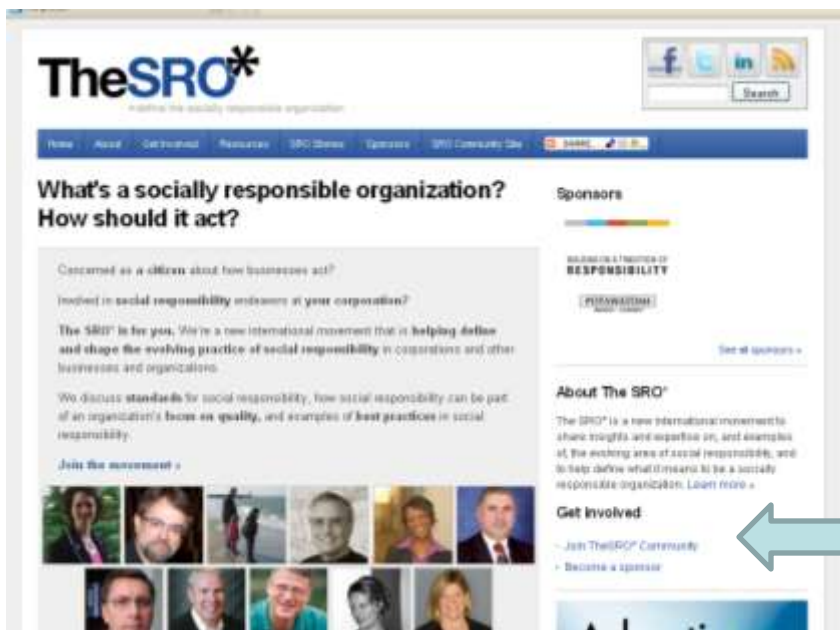 TheSRO*
Search
Home About Get Involved Resources SRO Stories Sponsors SRO Community Site
SHARE
What's a socially responsible organization?
How should it act?
Concerned as a citizen about how businesses act?
Involved in social responsibility endeavors at your corporation?
The SRO* is for you. We're a new international movement that is helping define
and shape the evolving practice of social responsibility in corporations and other
businesses and organizations.
We discuss standards for social responsibility, how social responsibility can be part
of an organization's focus on quality, and examples of best practices in social
responsibility.
Join the movement »
Sponsors
BUILDING ON A TRADITION OF
RESPONSIBILITY
See all sponsors »
About The SRO*
The SRO* is a new international movement to
share insights and expertise on, and examples
of, the evolving area of social responsibility, and
to help define what it means to be a socially
responsible organization. Learn more »
Get Involved
Join TheSRO* Community
Become a sponsor